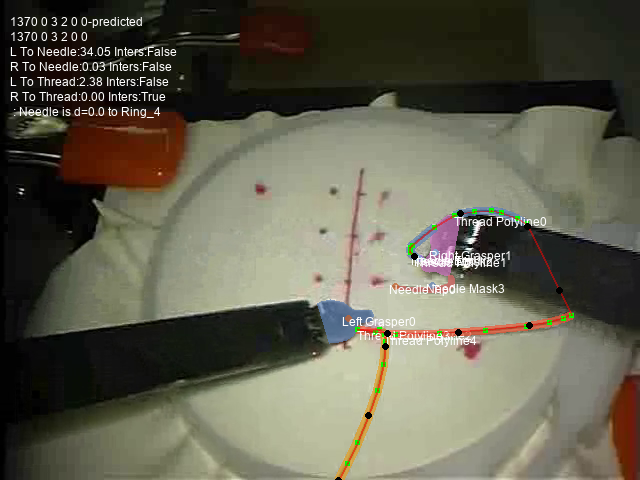 1370 0 3 2 0 0-predicted
1370 0 3 2 0 0
L To Needle:34.05 Inters:False
R To Needle:0.03 Inters:False
L To Thread:2.38 Inters:False
R To Thread:0.00 Inters:True
: Needle is d=0.0 to Ring_4
Thread Polyline0
Right Grasper1
Thread Polyline1
Needle Mask3
Left Grasper0
Thread Polyline4